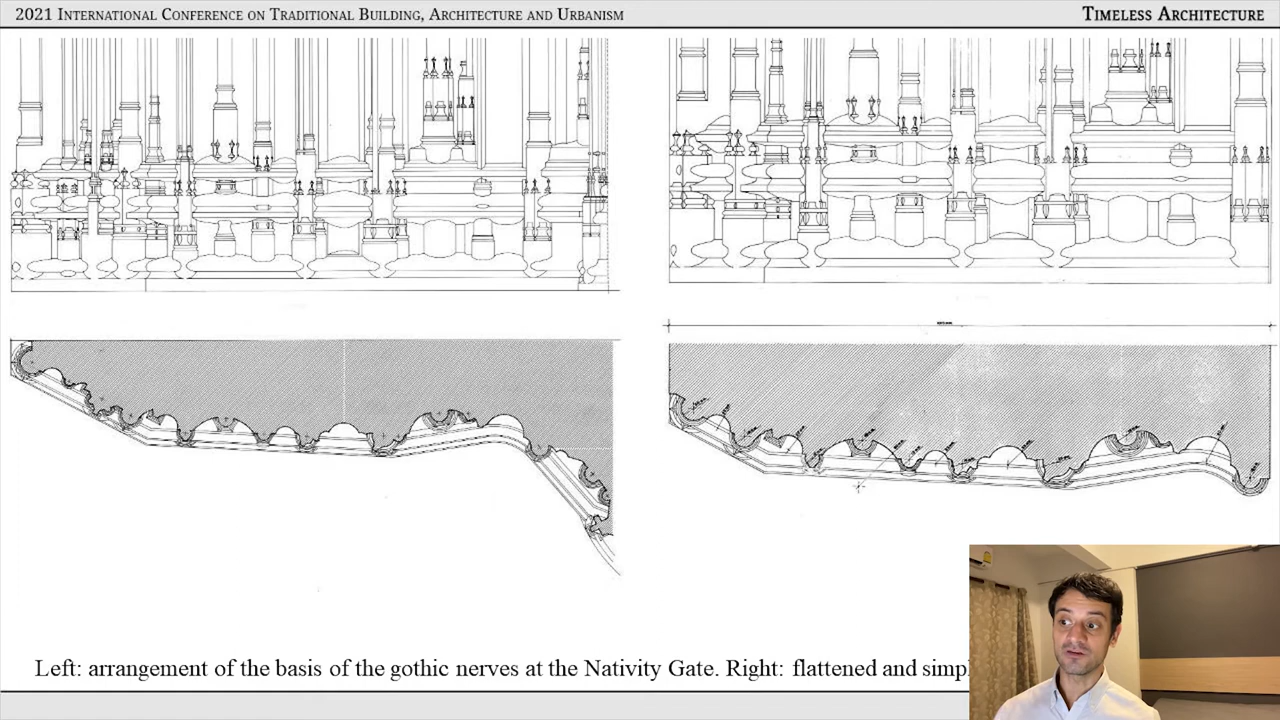 2021 International Conference on Traditional Building, Architecture and Urbanism
Timeless Architecture
Left: arrangement of the basis of the gothic nerves at the Nativity Gate. Right: flattened and